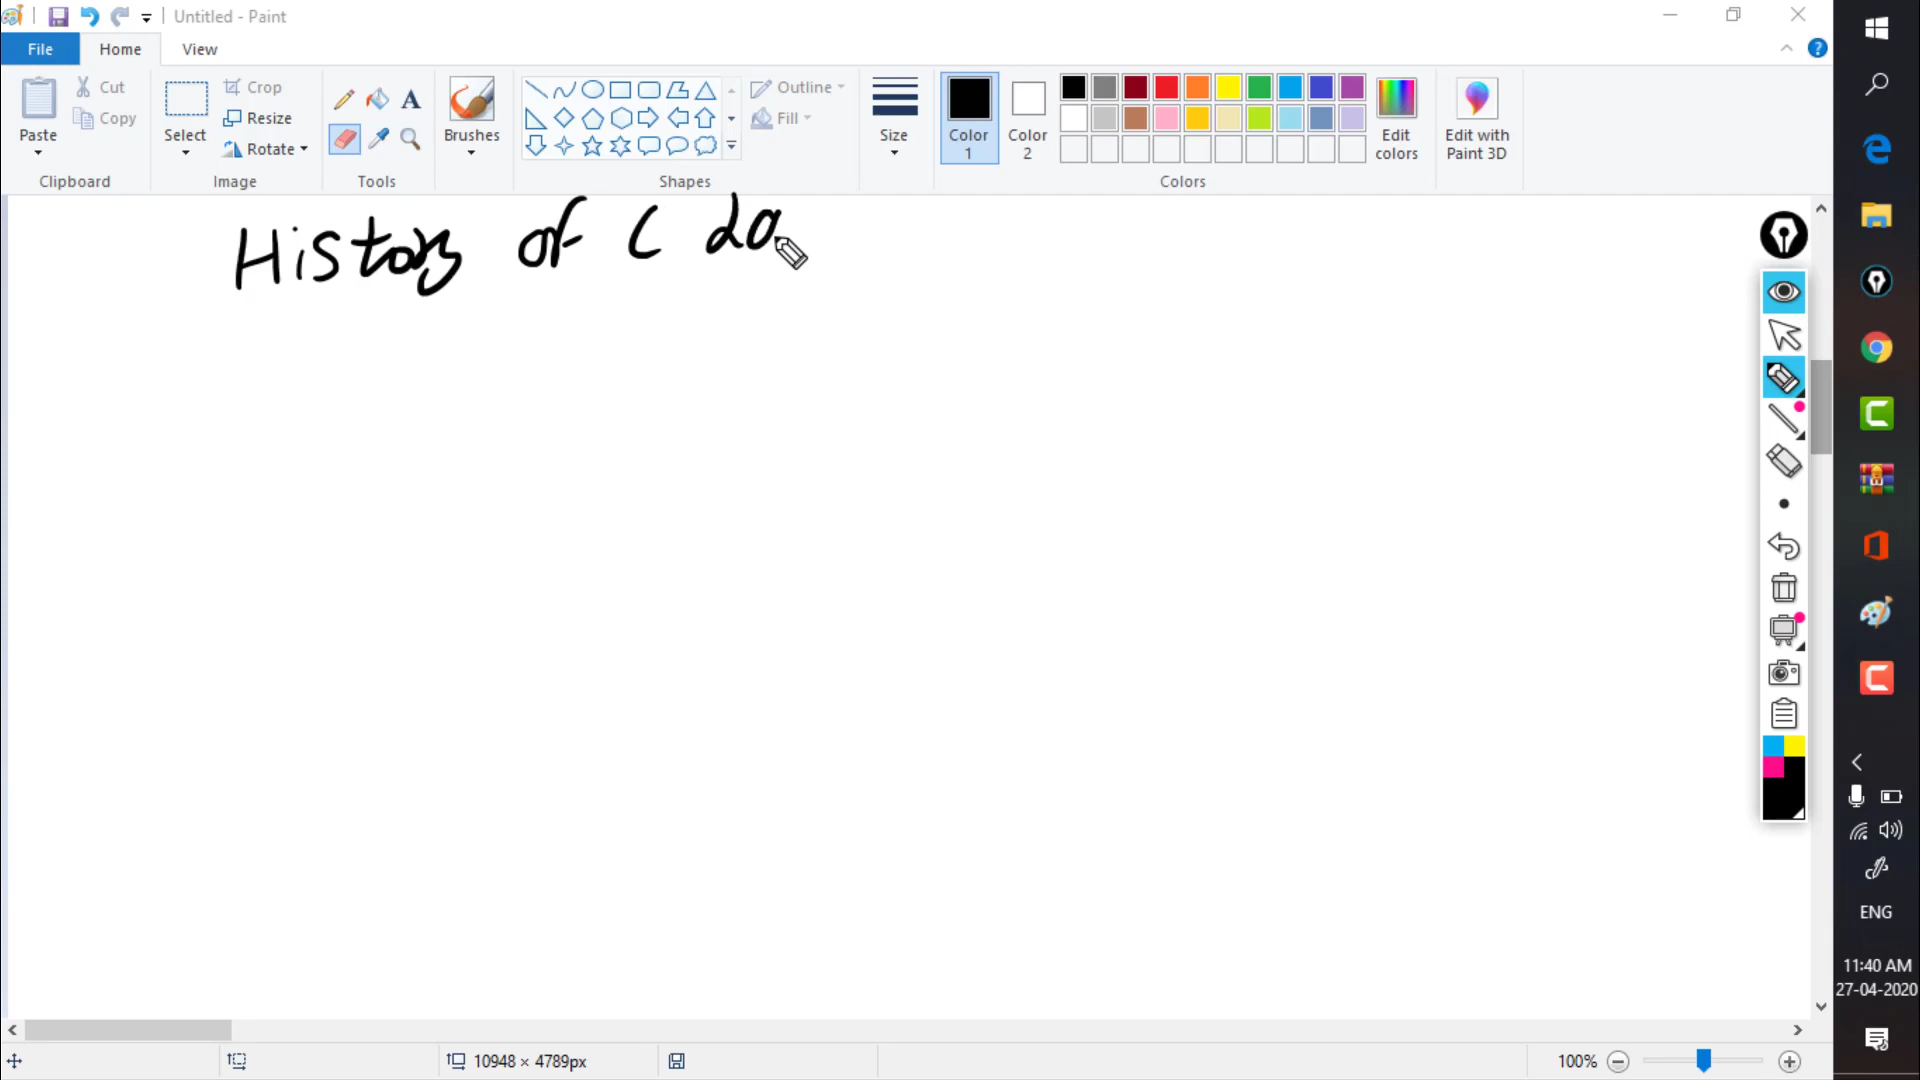 Untitled - Paint
File Home View
Paste Cut Copy Clipboard
Select Crop Resize Rotate Image
Tools
Brushes
Shapes
Outline Fill
Size
Color 1 Color 2 Edit colors Edit with Paint 3D
Colors
History of C la
10948 × 4789px
100%
ENG
11:40 AM
27-04-2020